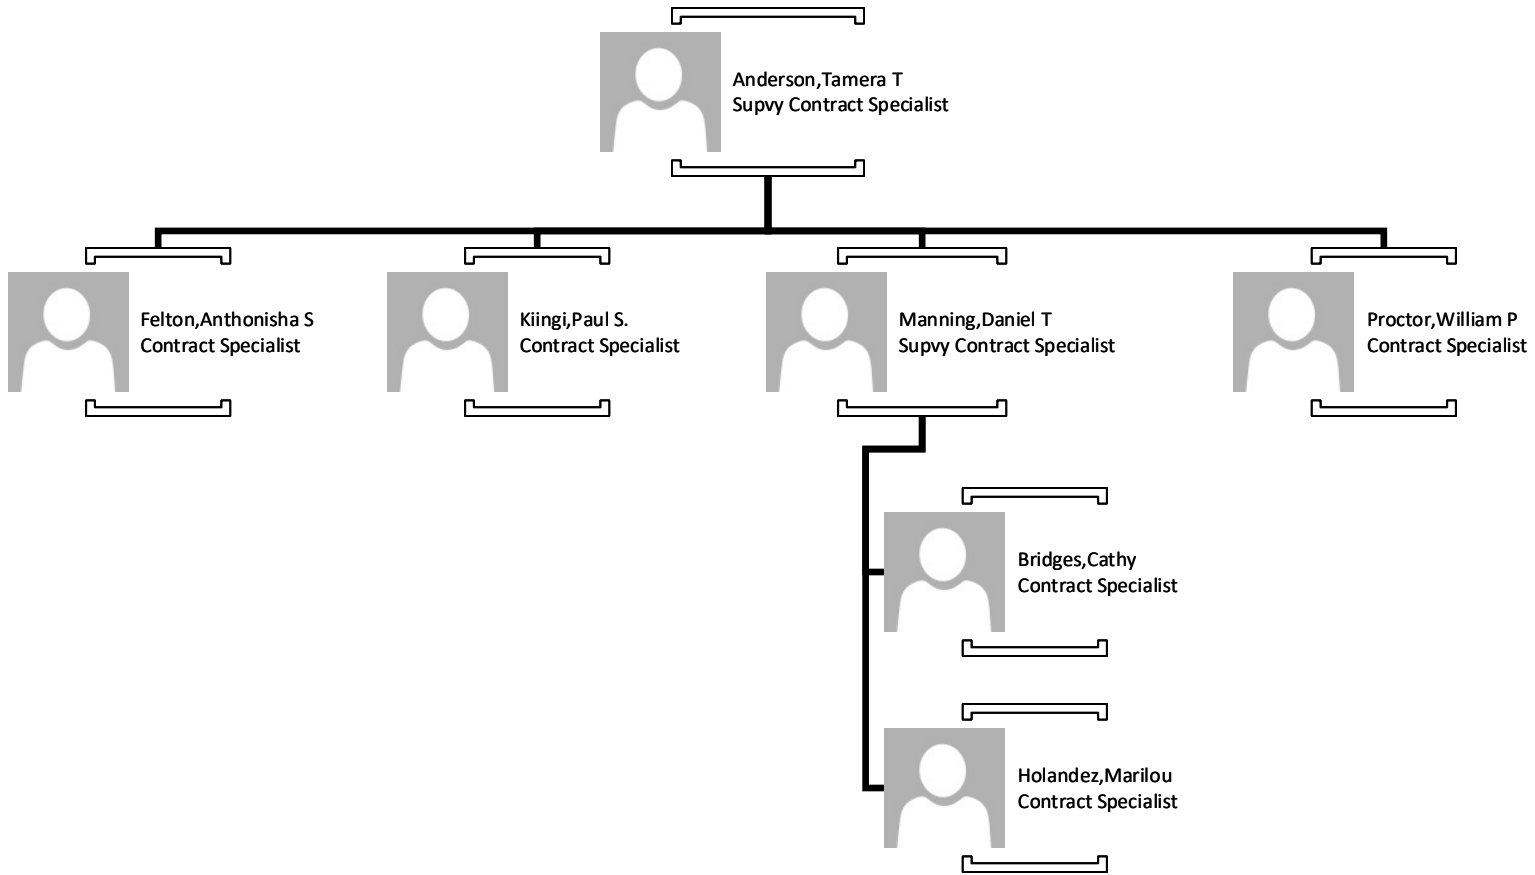 Anderson,Tamera T
Supvy Contract Specialist
Felton,Anthonisha S
Contract Specialist
Kiingi,Paul S.
Contract Specialist
Manning,Daniel T
Supvy Contract Specialist
Proctor,William P
Contract Specialist
Bridges,Cathy
Contract Specialist
Holandez,Marilou
Contract Specialist